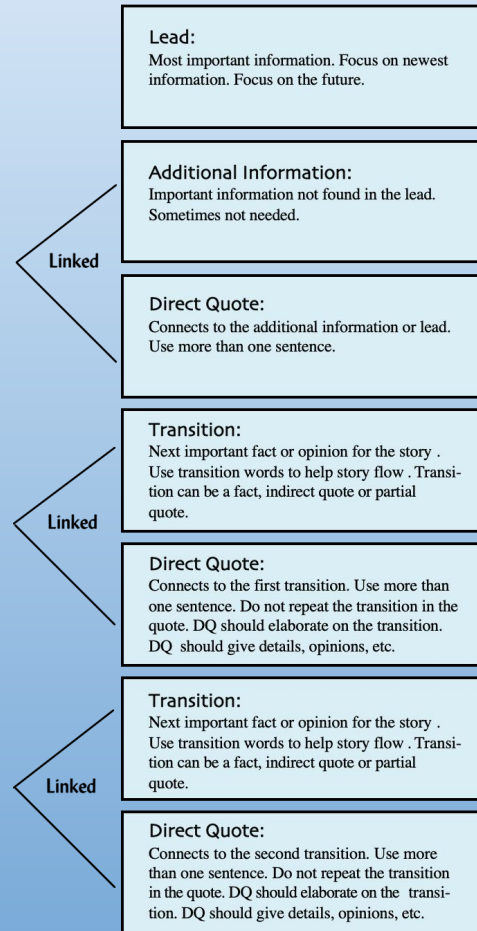 Lead:
Most important information. Focus on newest
information. Focus on the future.
Additional Information:
Important information not found in the lead.
Sometimes not needed.
Linked
Direct Quote:
Connects to the additional information or lead.
Use more than one sentence.
Transition:
Next important fact or opinion for the story .
Use transition words to help story flow . Transi-
tion can be a fact, indirect quote or partial
quote.
Linked
Direct Quote:
Connects to the first transition. Use more than
one sentence. Do not repeat the transition in the
quote. DQ should elaborate on the transition.
DQ  should give details, opinions, etc.
Transition:
Next important fact or opinion for the story .
Use transition words to help story flow . Transi-
tion can be a fact, indirect quote or partial
quote.
Linked
Direct Quote:
Connects to the second transition. Use more
than one sentence. Do not repeat the transition
in the quote. DQ should elaborate on the  transi-
tion. DQ should give details, opinions, etc.